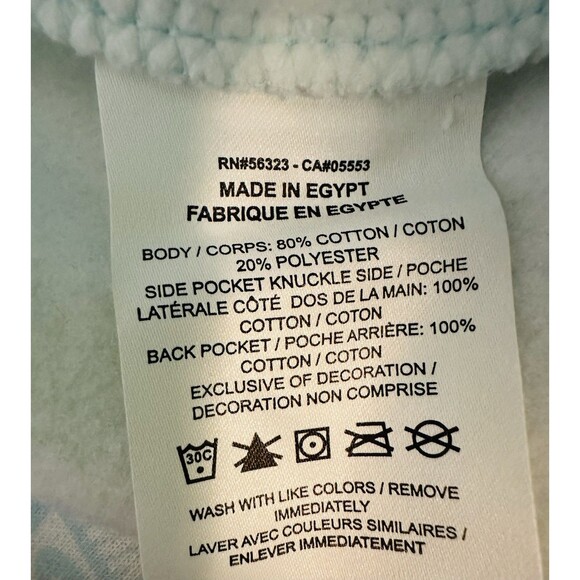 RN#56323 - CA#05553
MADE IN EGYPT
FABRIQUE EN EGYPTE
BODY / CORPS: 80% COTTON / COTON
20% POLYESTER
SIDE POCKET KNUCKLE SIDE / POCHE
LATÉRALE CÔTÉ DOS DE LA MAIN: 100%
COTTON / COTON
BACK POCKET / POCHE ARRIÈRE: 100%
COTTON / COTON
EXCLUSIVE OF DECORATION /
DECORATION NON COMPRISE
30C
WASH WITH LIKE COLORS / REMOVE
IMMEDIATELY
LAVER AVEC COULEURS SIMILAIRES /
ENLEVER IMMEDIATEMENT